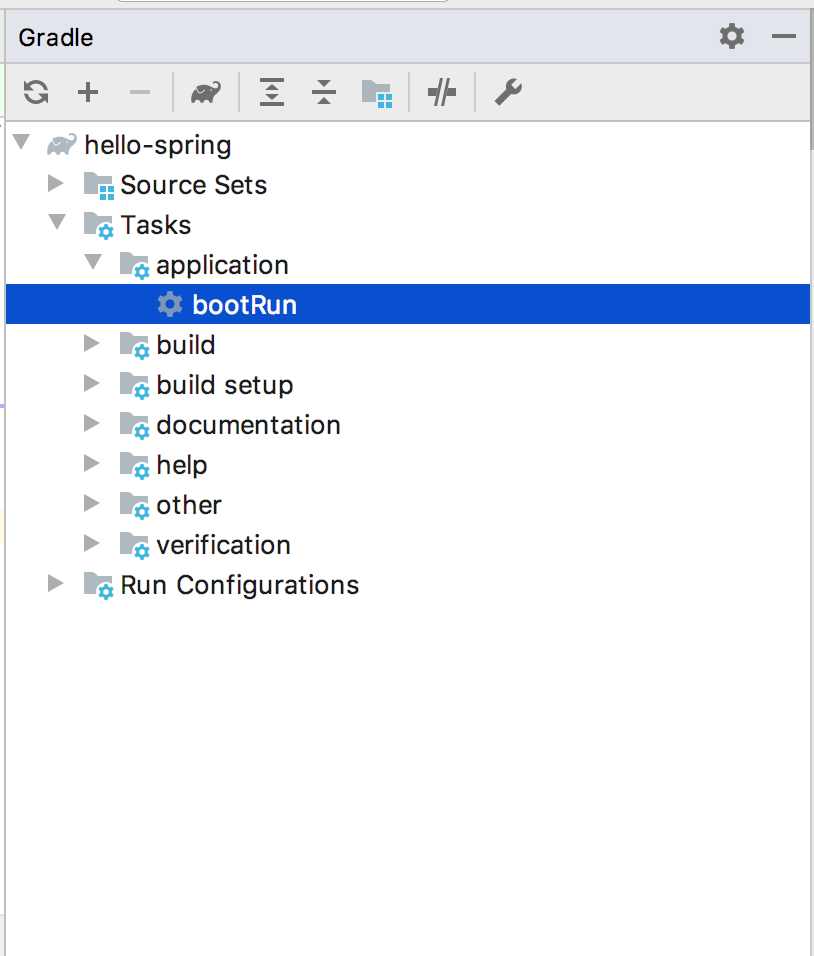 Gradle
hello-spring
Source Sets
Tasks
application
bootRun
build
build setup
documentation
help
other
verification
Run Configurations